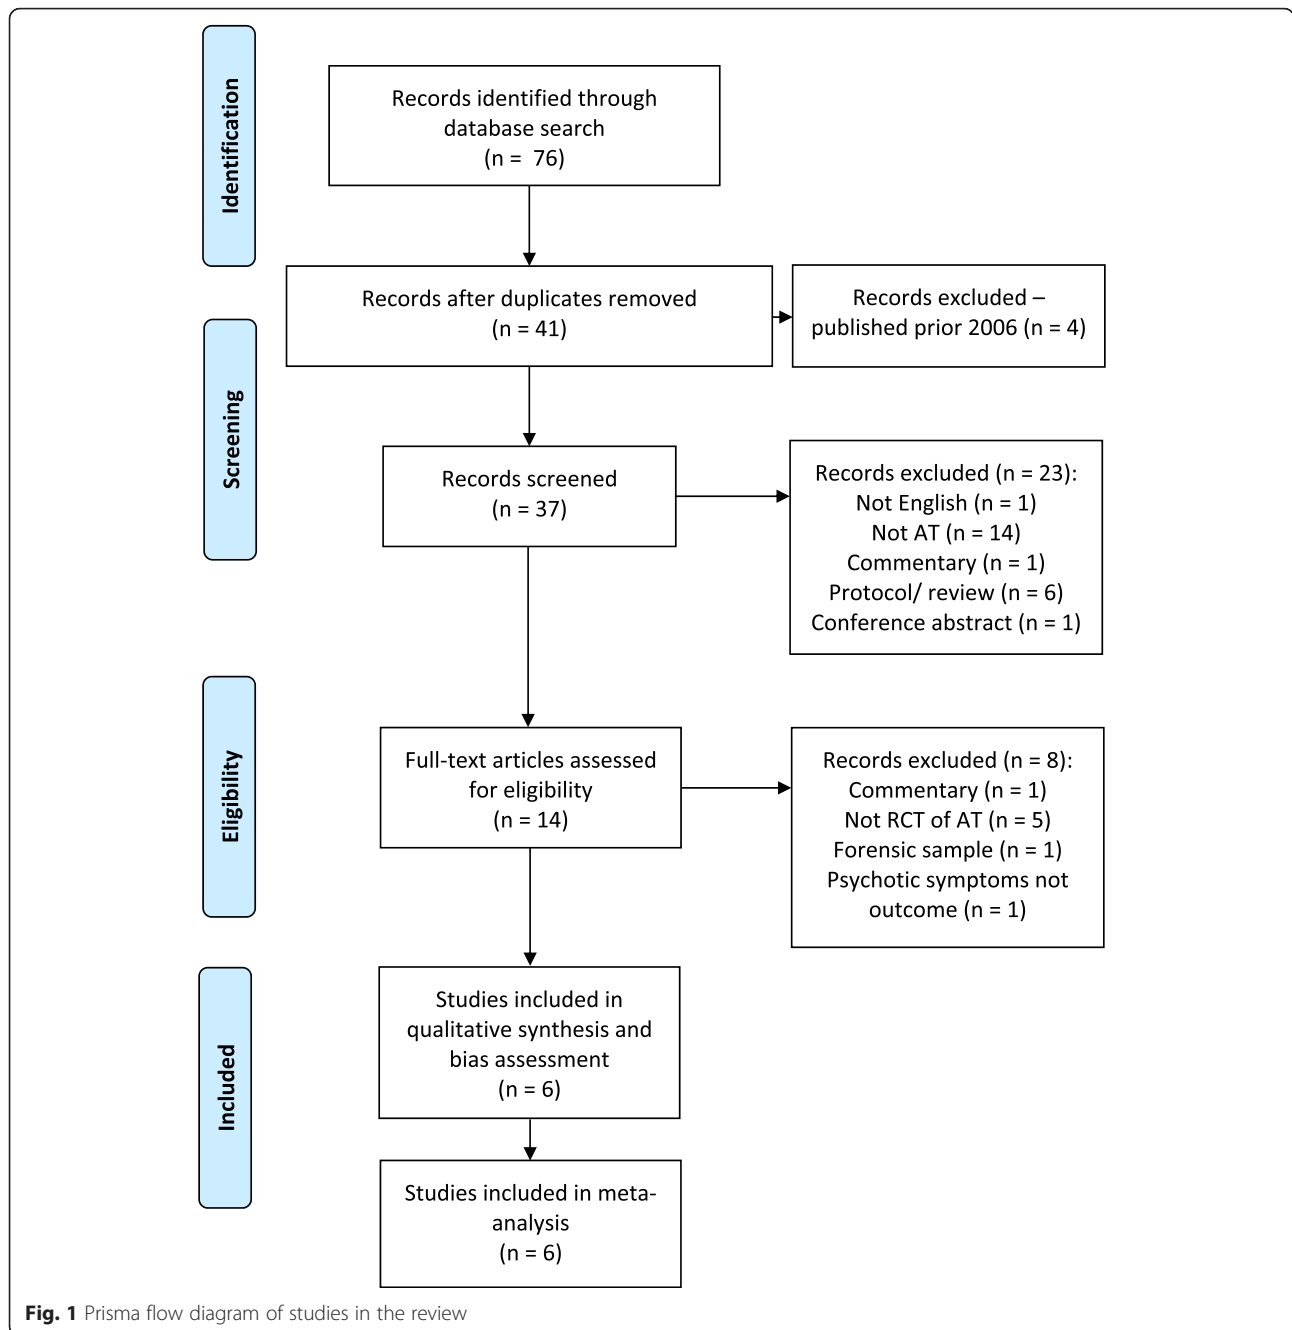 Identification
Records identified through
database search
(n = 76)
Records after duplicates removed
(n = 41)
Records excluded –
published prior 2006 (n = 4)
Screening
Records screened
(n = 37)
Records excluded (n = 23):
Not English (n = 1)
Not AT (n = 14)
Commentary (n = 1)
Protocol/ review (n = 6)
Conference abstract (n = 1)
Eligibility
Full-text articles assessed
for eligibility
(n = 14)
Records excluded (n = 8):
Commentary (n = 1)
Not RCT of AT (n = 5)
Forensic sample (n = 1)
Psychotic symptoms not
outcome (n = 1)
Included
Studies included in
qualitative synthesis and
bias assessment
(n = 6)
Studies included in meta-
analysis
(n = 6)
Fig. 1 Prisma flow diagram of studies in the review